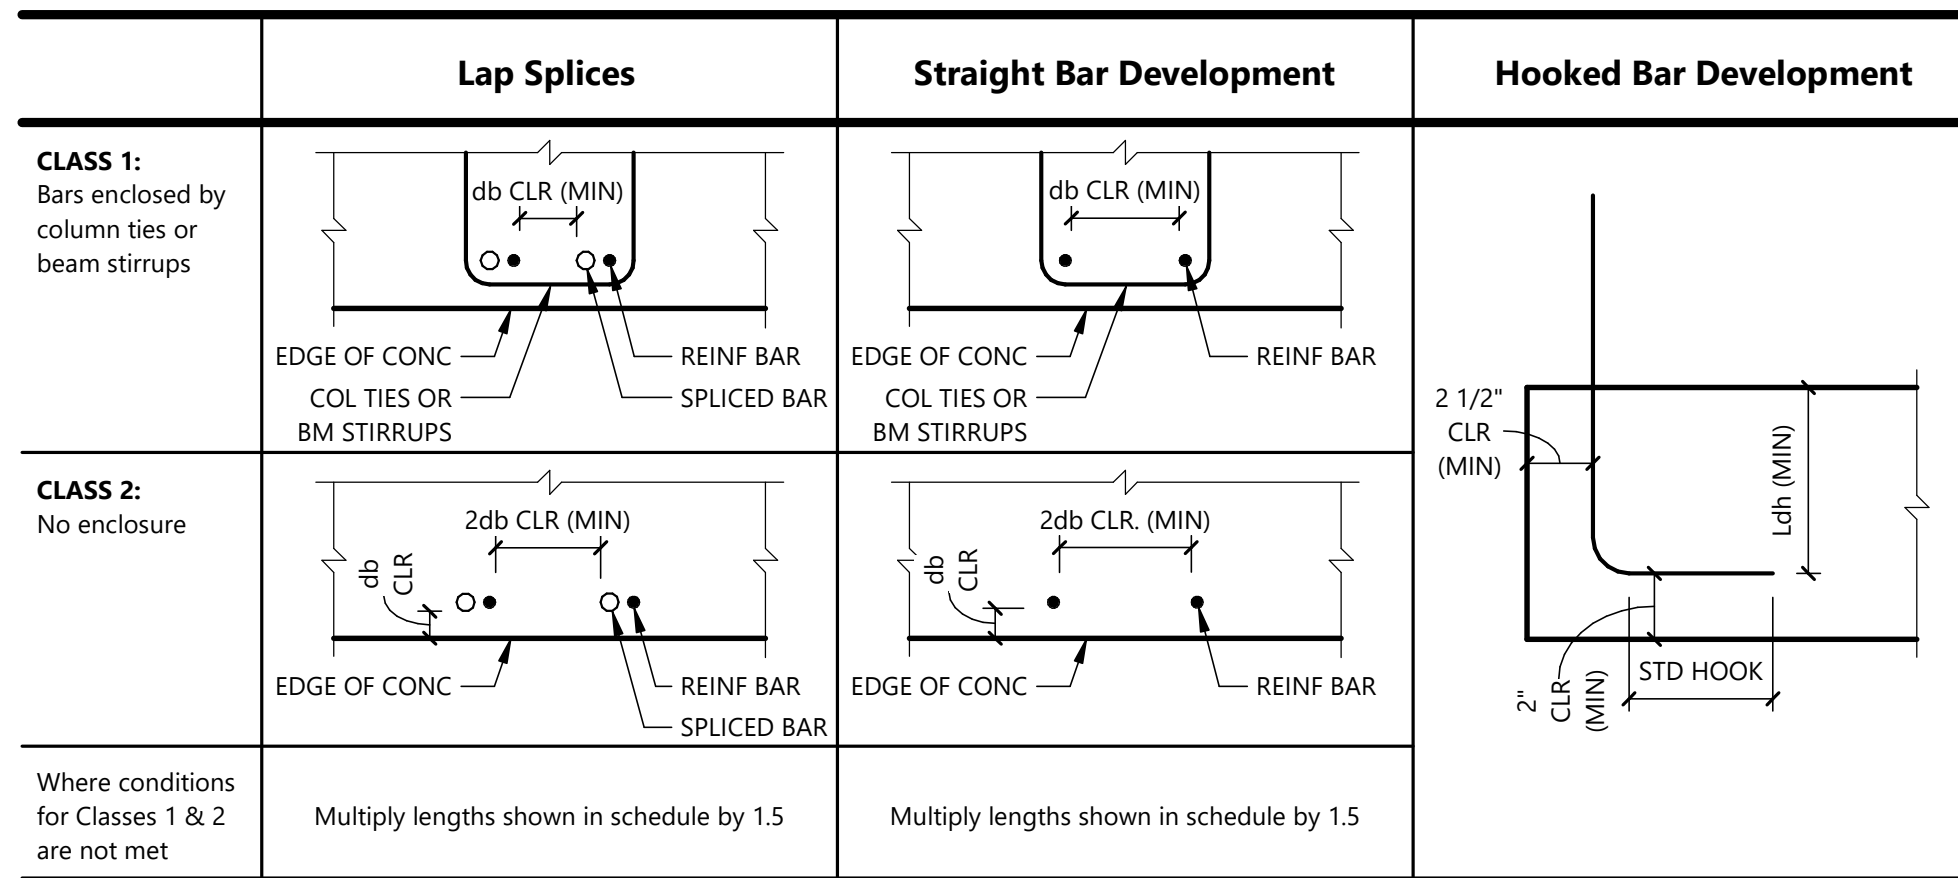 Lap Splices
Straight Bar Development
Hooked Bar Development
CLASS 1:
Bars enclosed by
column ties or
beam stirrups
db CLR (MIN)
EDGE OF CONC
COL TIES OR
BM STIRRUPS
REINF BAR
SPLICED BAR
db CLR (MIN)
EDGE OF CONC
COL TIES OR
BM STIRRUPS
REINF BAR
2 1/2"
CLR
(MIN)
Ldh (MIN)
2"
CLR
(MIN)
STD HOOK
CLASS 2:
No enclosure
2db CLR (MIN)
db
CLR
EDGE OF CONC
REINF BAR
SPLICED BAR
2db CLR. (MIN)
db
CLR
EDGE OF CONC
REINF BAR
Where conditions
for Classes 1 & 2
are not met
Multiply lengths shown in schedule by 1.5
Multiply lengths shown in schedule by 1.5